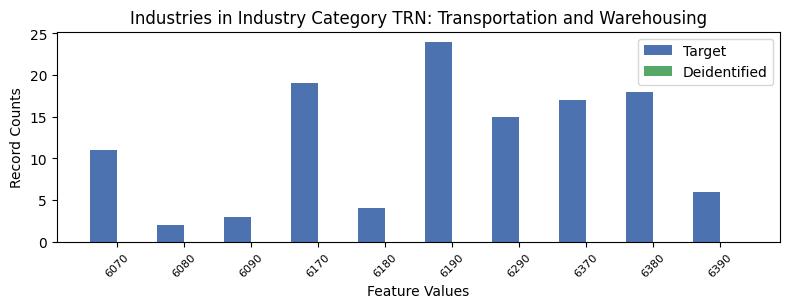 Industries in Industry Category TRN: Transportation and Warehousing
Record Counts
25
20
15
10
5
0
Target
Deidentified
6070 6080 6090 6170 6180 6190 6290 6370 6380 6390
Feature Values